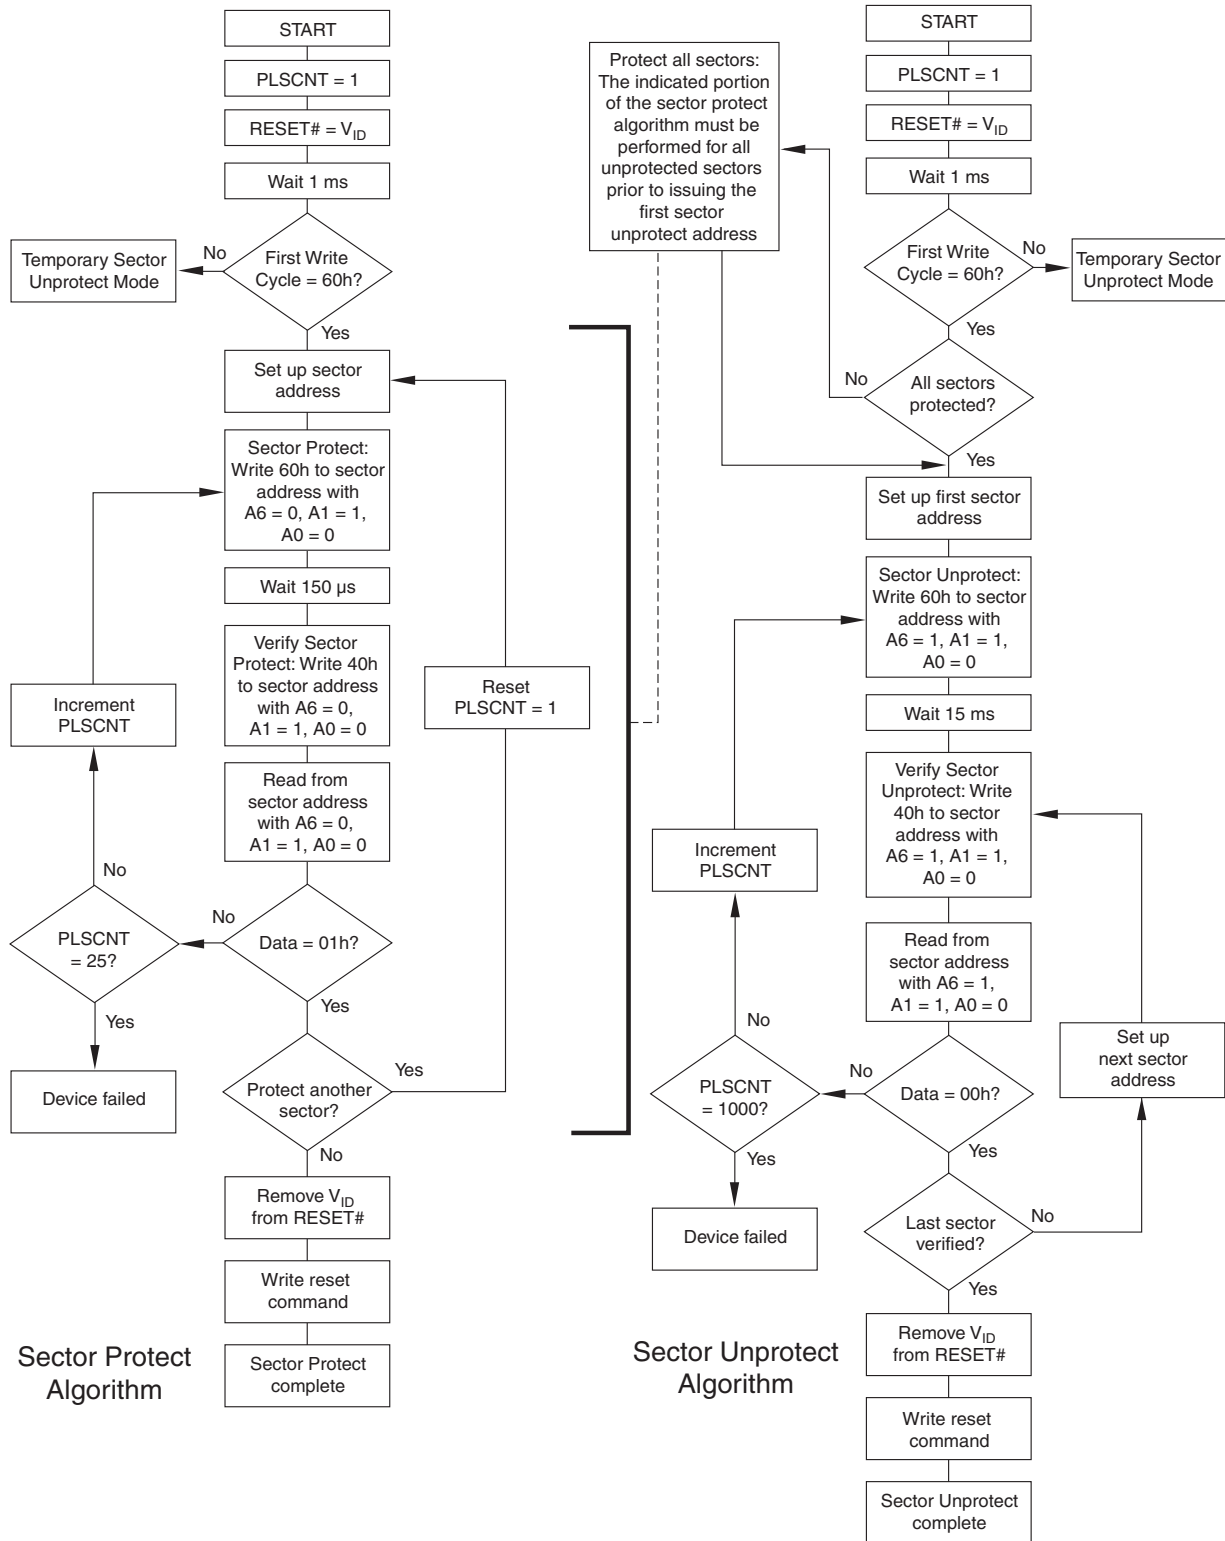 START
PLSCNT = 1
RESET# = VID
Wait 1 ms
First Write
Cycle = 60h?
No
Temporary Sector
Unprotect Mode
Yes
Set up sector
address
Sector Protect:
Write 60h to sector
address with
A6 = 0, A1 = 1,
A0 = 0
Wait 150 µs
Verify Sector
Protect: Write 40h
to sector address
with A6 = 0,
A1 = 1, A0 = 0
Increment
PLSCNT
Reset
PLSCNT = 1
Read from
sector address
with A6 = 0,
A1 = 1, A0 = 0
No
PLSCNT
= 25?
No
Data = 01h?
Yes
Yes
Device failed
Protect another
sector?
Yes
No
Remove VID
from RESET#
Write reset
command
Sector Protect
complete
Sector Protect
Algorithm
Protect all sectors:
The indicated portion
of the sector protect
algorithm must be
performed for all
unprotected sectors
prior to issuing the
first sector
unprotect address
START
PLSCNT = 1
RESET# = VID
Wait 1 ms
First Write
Cycle = 60h?
No
Temporary Sector
Unprotect Mode
Yes
No
All sectors
protected?
Yes
Set up first sector
address
Sector Unprotect:
Write 60h to sector
address with
A6 = 1, A1 = 1,
A0 = 0
Wait 15 ms
Verify Sector
Unprotect: Write
40h to sector
address with
A6 = 1, A1 = 1,
A0 = 0
Increment
PLSCNT
Read from
sector address
with A6 = 1,
A1 = 1, A0 = 0
No
Set up
next sector
address
PLSCNT
= 1000?
No
Data = 00h?
Yes
Yes
Device failed
Last sector
verified?
No
Yes
Remove VID
from RESET#
Write reset
command
Sector Unprotect
complete
Sector Unprotect
Algorithm